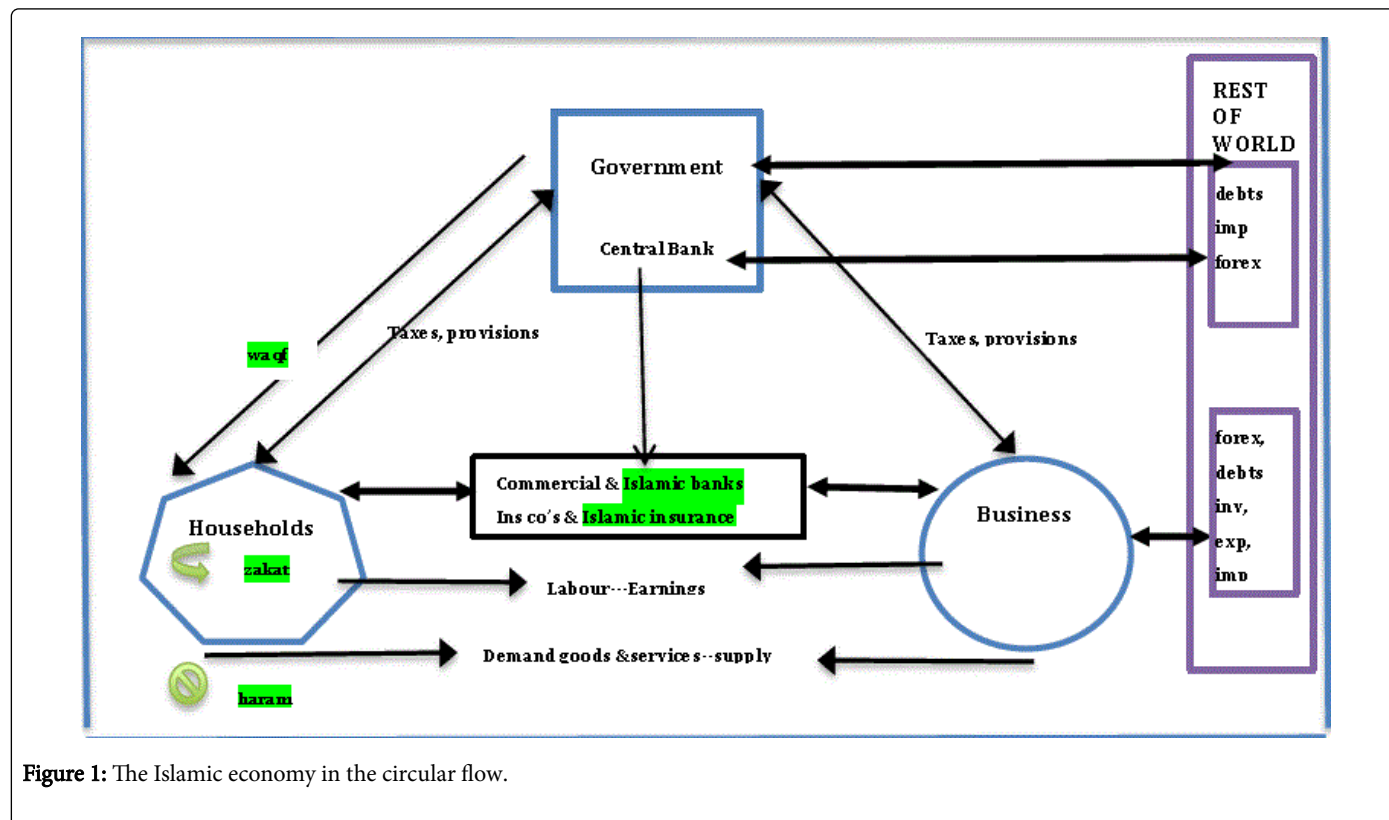 REST
OF
WORLD
Government
debts
imp
Central Bank
forex
Taxes, provisions
Taxes, provisions
waqf
forex,
debts
inv,
exp,
imp
Commercial & Islamic banks
Ins co's & Islamic insurance
Households
Business
zakat
Labour---Earnings
Demand goods &services--supply
haram
Figure 1: The Islamic economy in the circular flow.